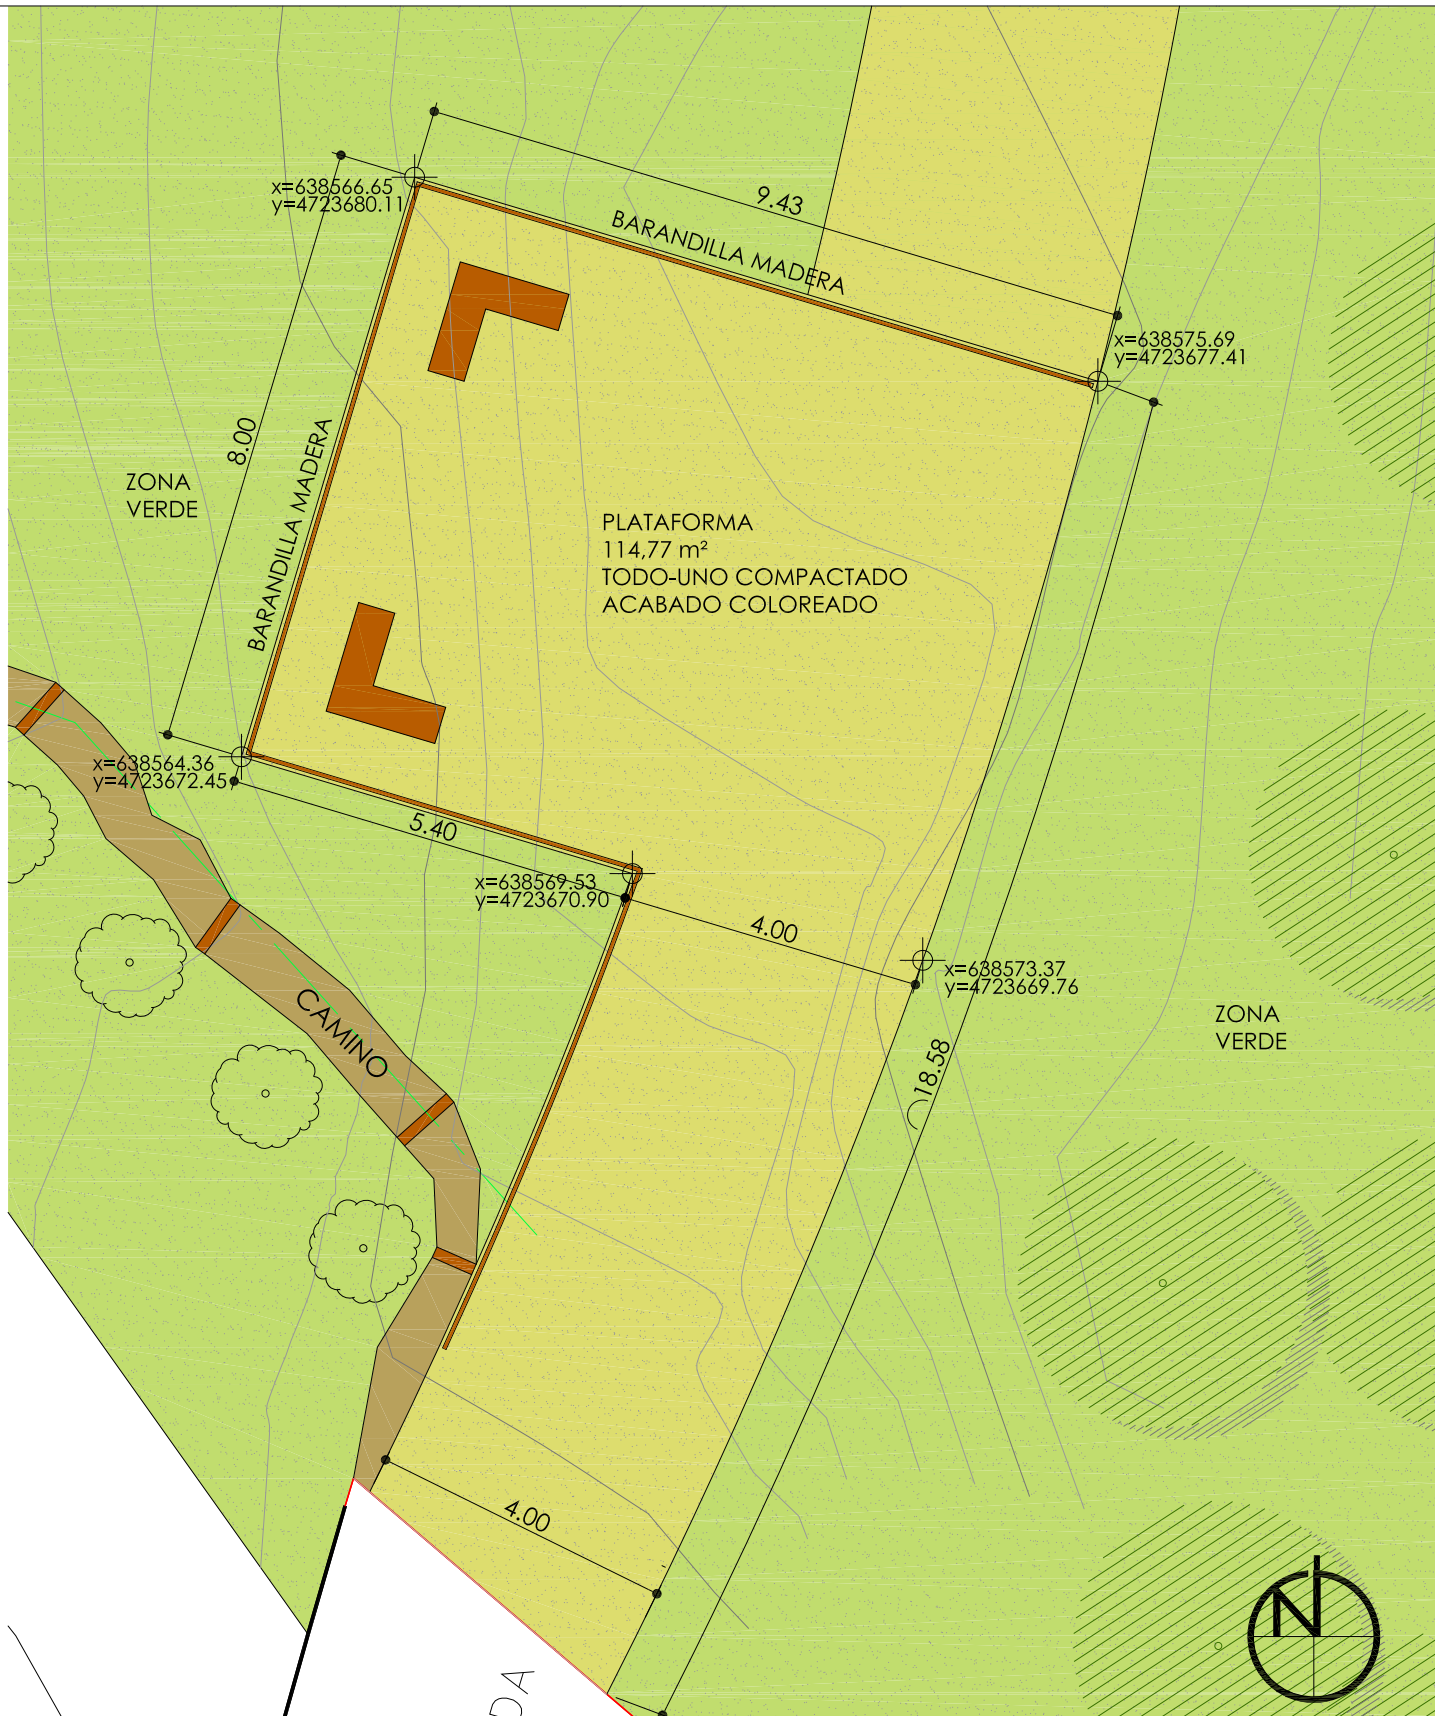 9.43
BARANDILLA MADERA
x=638566.65
y=4723680.11
x=638575.69
y=4723677.41
8.00
BARANDILLA MADERA
ZONA
VERDE
PLATAFORMA
114,77 m²
TODO-UNO COMPACTADO
ACABADO COLOREADO
x=638564.36
y=4723672.45
5.40
x=638569.53
y=4723670.90
4.00
x=638573.37
y=4723669.76
ZONA
VERDE
CAMINO
18.58
4.00
N
DA